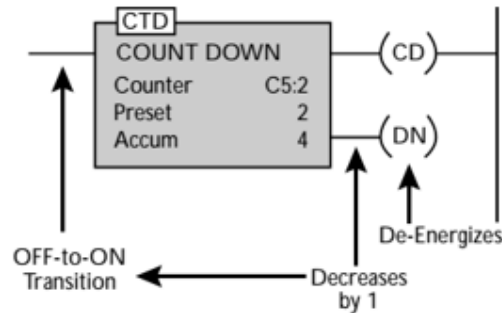 CTD
COUNT DOWN
Counter C5:2
Preset 2
Accum 4
CD
DN
De-Energizes
OFF-to-ON
Transition
Decreases
by 1